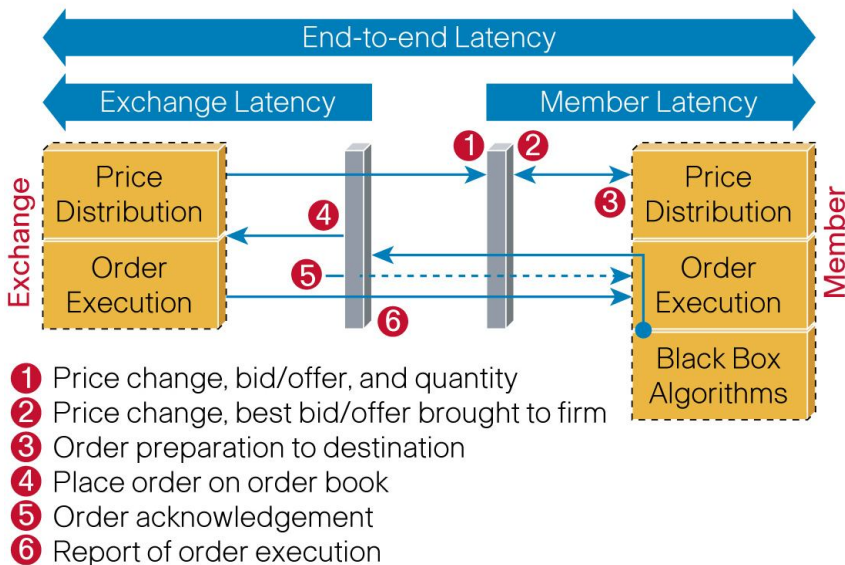 End-to-end Latency
Exchange Latency
Member Latency
Exchange
Price
Distribution
Order
Execution
1
2
3
4
5
6
Price
Distribution
Order
Execution
Black Box
Algorithms
Member
1 Price change, bid/offer, and quantity
2 Price change, best bid/offer brought to firm
3 Order preparation to destination
4 Place order on order book
5 Order acknowledgement
6 Report of order execution